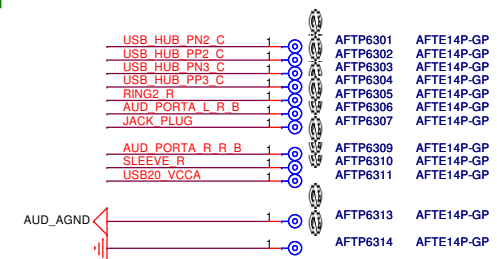 USB_HUB_PN2_C 1 AFTP6301 AFTE14P-GP
USB_HUB_PP2_C 1 AFTP6302 AFTE14P-GP
USB_HUB_PN3_C 1 AFTP6303 AFTE14P-GP
USB_HUB_PP3_C 1 AFTP6304 AFTE14P-GP
RING2_R 1 AFTP6305 AFTE14P-GP
AUD_PORTA_L_R_B 1 AFTP6306 AFTE14P-GP
JACK_PLUG 1 AFTP6307 AFTE14P-GP
AUD_PORTA_R_R_B 1 AFTP6309 AFTE14P-GP
SLEEVE_R 1 AFTP6310 AFTE14P-GP
USB20_VCCA 1 AFTP6311 AFTE14P-GP
AUD_AGND 1 AFTP6313 AFTE14P-GP
1 AFTP6314 AFTE14P-GP